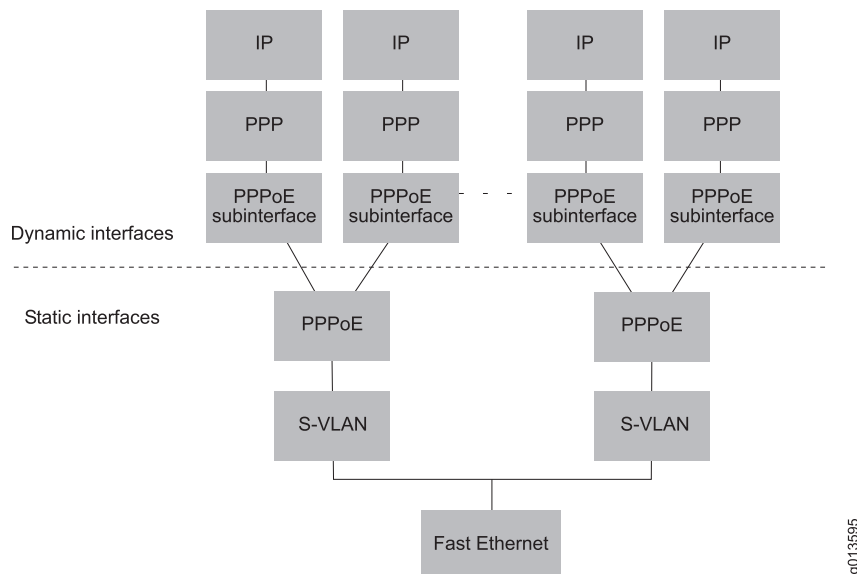 IP
IP
IP
IP
PPP
PPP
PPP
PPP
PPPoE
subinterface
PPPoE
subinterface
PPPoE
subinterface
PPPoE
subinterface
Dynamic interfaces
Static interfaces
PPPoE
PPPoE
S-VLAN
S-VLAN
Fast Ethernet
g013595